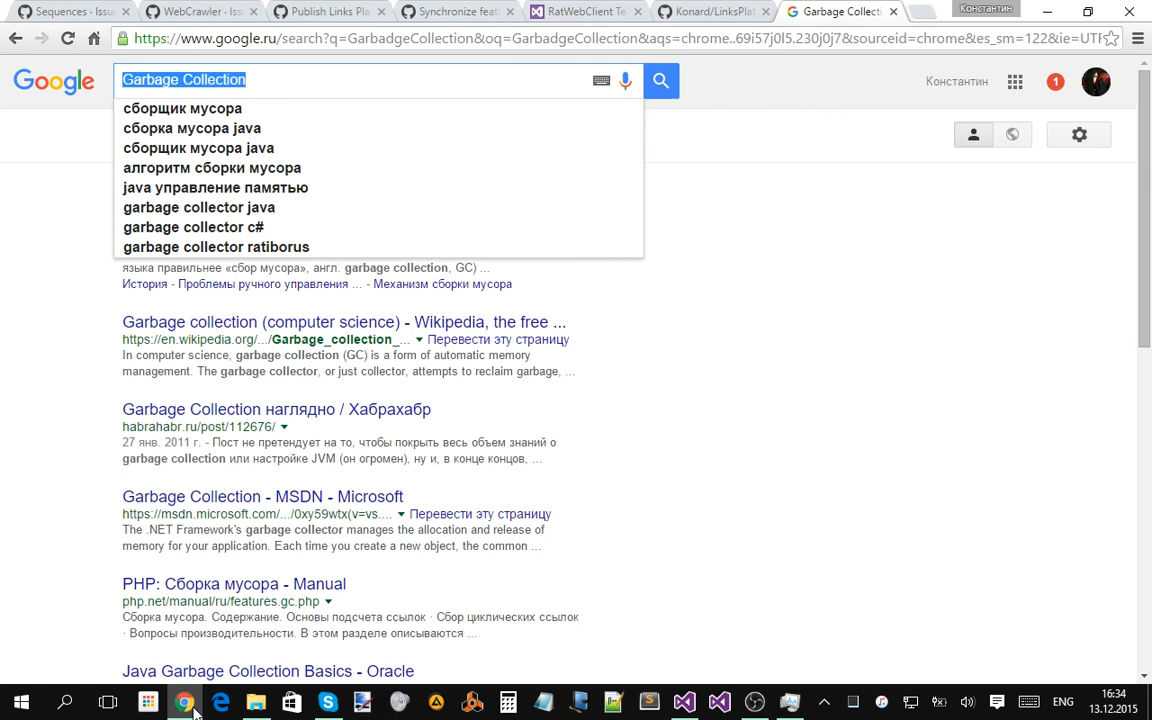 Sequences - Issue
WebCrawler - Iss
Publish Links Pla
Synchronize feat
RatWebClient Te
Konard/LinksPlat
Garbage Collecti
Константин
https://www.google.ru/search?q=GarbadgeCollection&oq=GarbadgeCollection&aqs=chrome..69i57j0l5.230j0j7&sourceid=chrome&es_sm=122&ie=UTF
Google
Garbage Collection
Константин
1
сборщик мусора
сборка мусора java
сборщик мусора java
алгоритм сборки мусора
java управление памятью
garbage collector java
garbage collector c#
garbage collector ratiborus
языка правильнее «сбор мусора», англ. garbage collection, GC) ...
История - Проблемы ручного управления ... - Механизм сборки мусора
Garbage collection (computer science) - Wikipedia, the free ...
https://en.wikipedia.org/.../Garbage_collection_... Перевести эту страницу
In computer science, garbage collection (GC) is a form of automatic memory
management. The garbage collector, or just collector, attempts to reclaim garbage, ...
Garbage Collection наглядно / Хабрахабр
habrahabr.ru/post/112676/
27 янв. 2011 г. - Пост не претендует на то, чтобы покрыть весь объем знаний о
garbage collection или настройке JVM (он огромен), ну и, в конце концов, ...
Garbage Collection - MSDN - Microsoft
https://msdn.microsoft.com/.../0xy59wtx(v=vs.... Перевести эту страницу
The .NET Framework's garbage collector manages the allocation and release of
memory for your application. Each time you create a new object, the common ...
PHP: Сборка мусора - Manual
php.net/manual/ru/features.gc.php
Сборка мусора. Содержание. Основы подсчета ссылок · Сбор циклических ссылок
· Вопросы производительности. В этом разделе описываются ...
Java Garbage Collection Basics - Oracle
ENG
16:34
13.12.2015